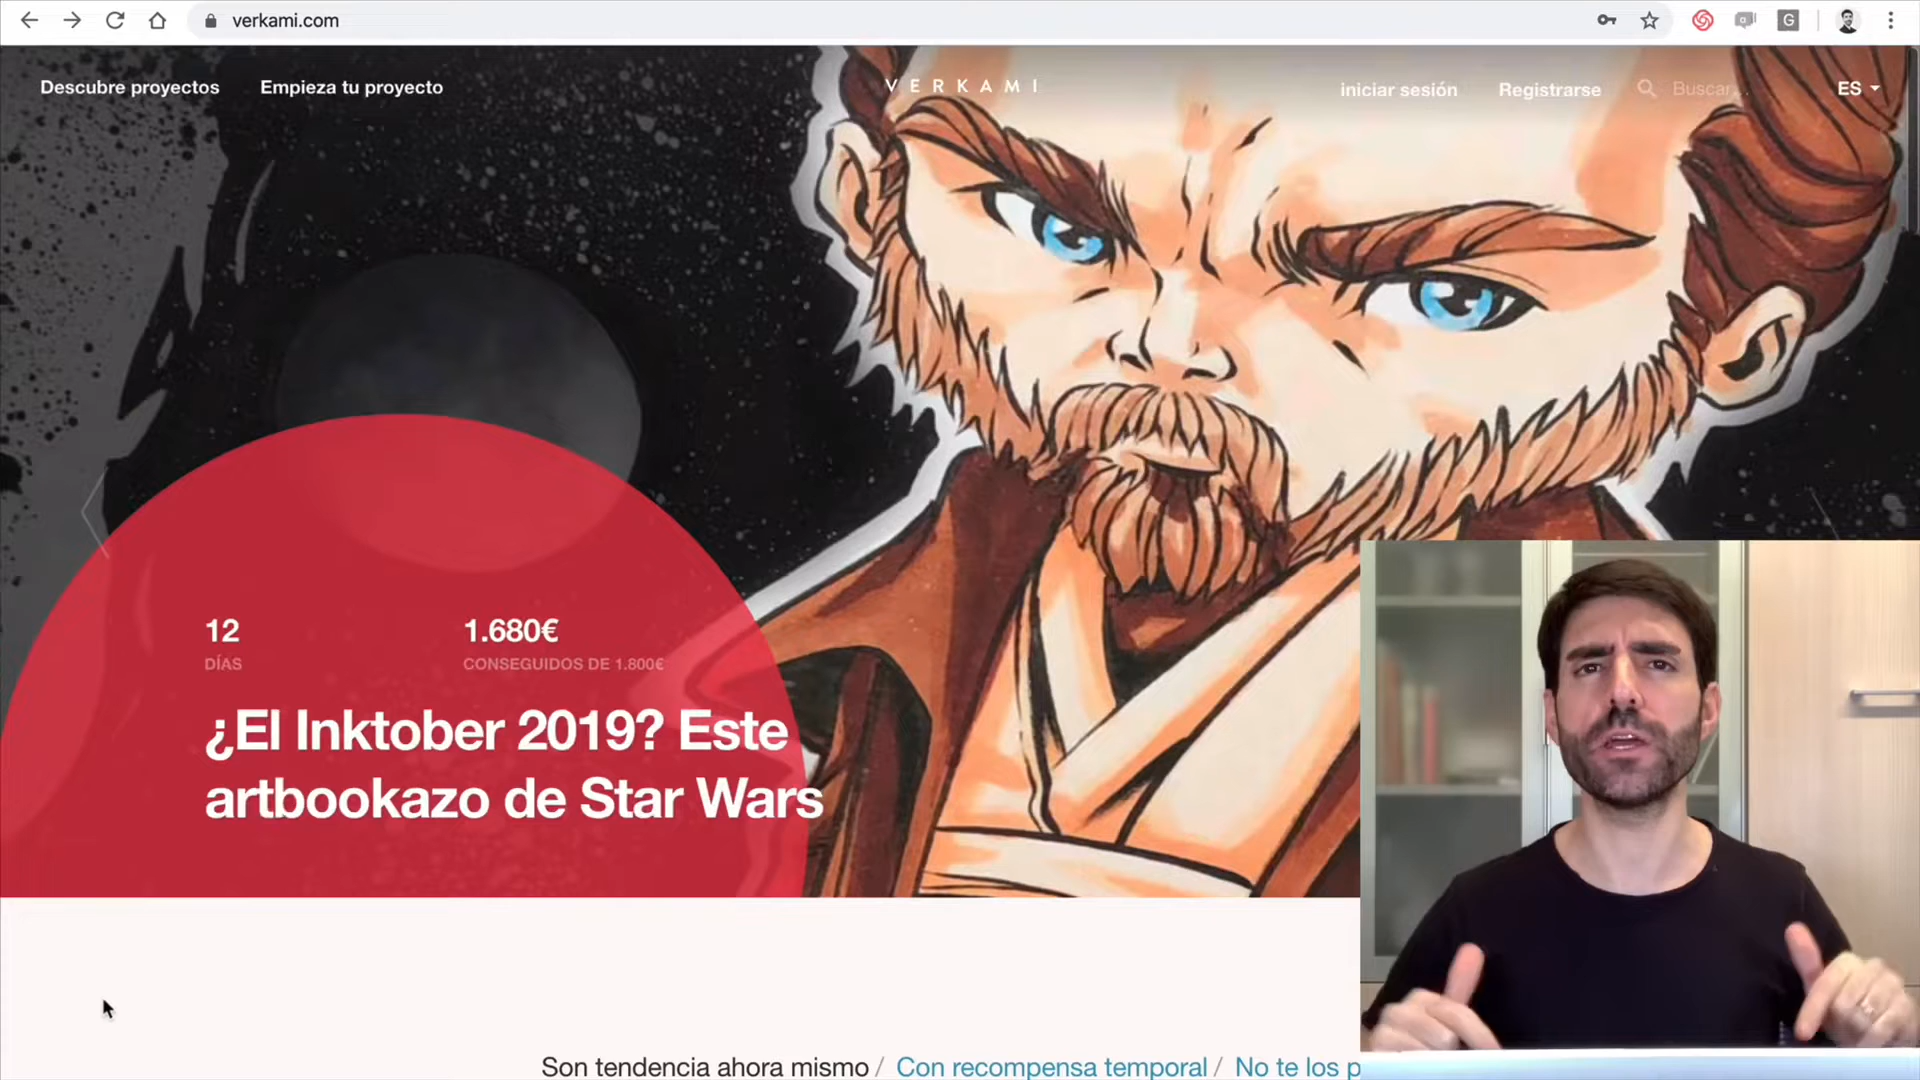 verkami.com
G
Descubre proyectos
Empieza tu proyecto
VERKAMI
iniciar sesión
Registrarse
Buscar...
ES
12
DÍAS
1.680€
CONSEGUIDOS DE 1.800€
¿El Inktober 2019? Este
artbookazo de Star Wars
Son tendencia ahora mismo / Con recompensa temporal / No te los p